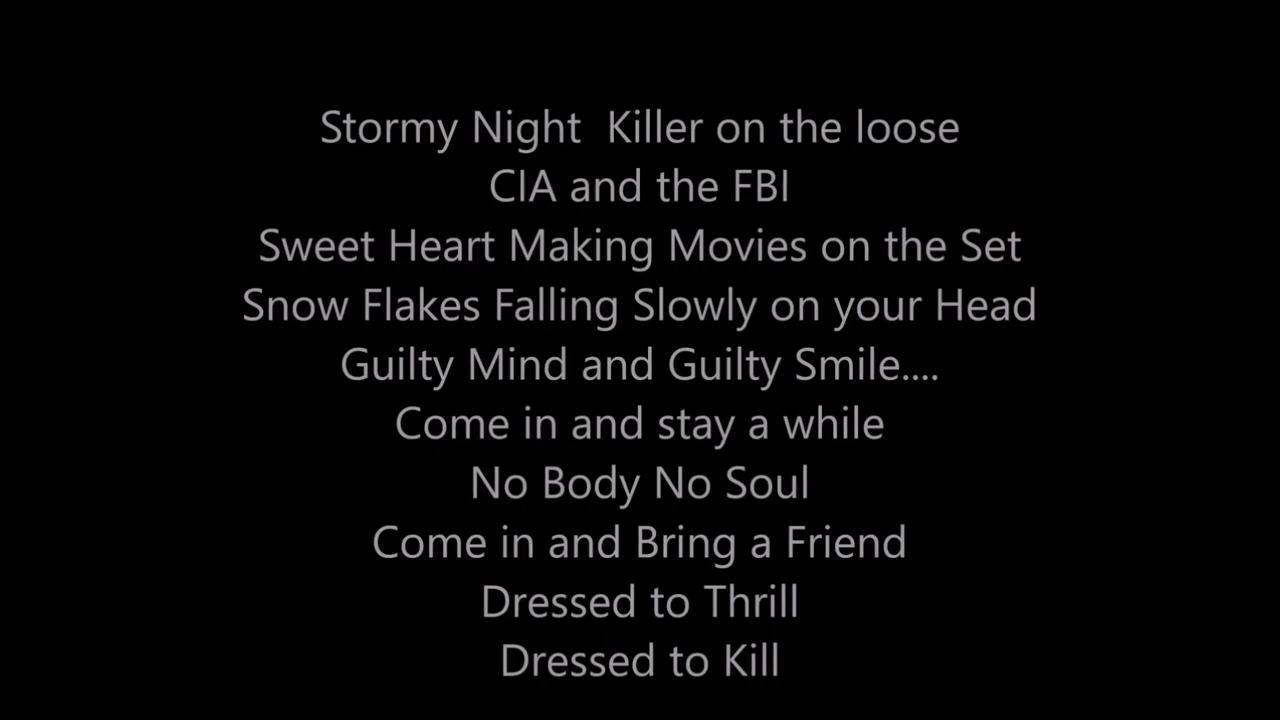 Stormy Night  Killer on the loose
CIA and the FBI
Sweet Heart Making Movies on the Set
Snow Flakes Falling Slowly on your Head
Guilty Mind and Guilty Smile....
Come in and stay a while
No Body No Soul
Come in and Bring a Friend
Dressed to Thrill
Dressed to Kill